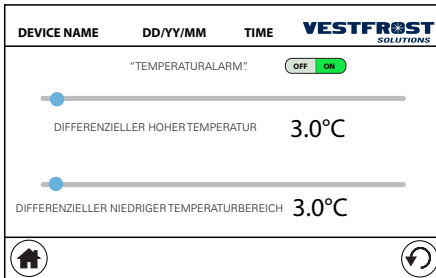 DEVICE NAME DD/YY/MM TIME VESTFROST
SOLUTIONS
"TEMPERATURALARM". OFF ON
DIFFERENZIELLER HOHER TEMPERATUR 3.0°C
DIFFERENZIELLER NIEDRIGER TEMPERATURBEREICH 3.0°C